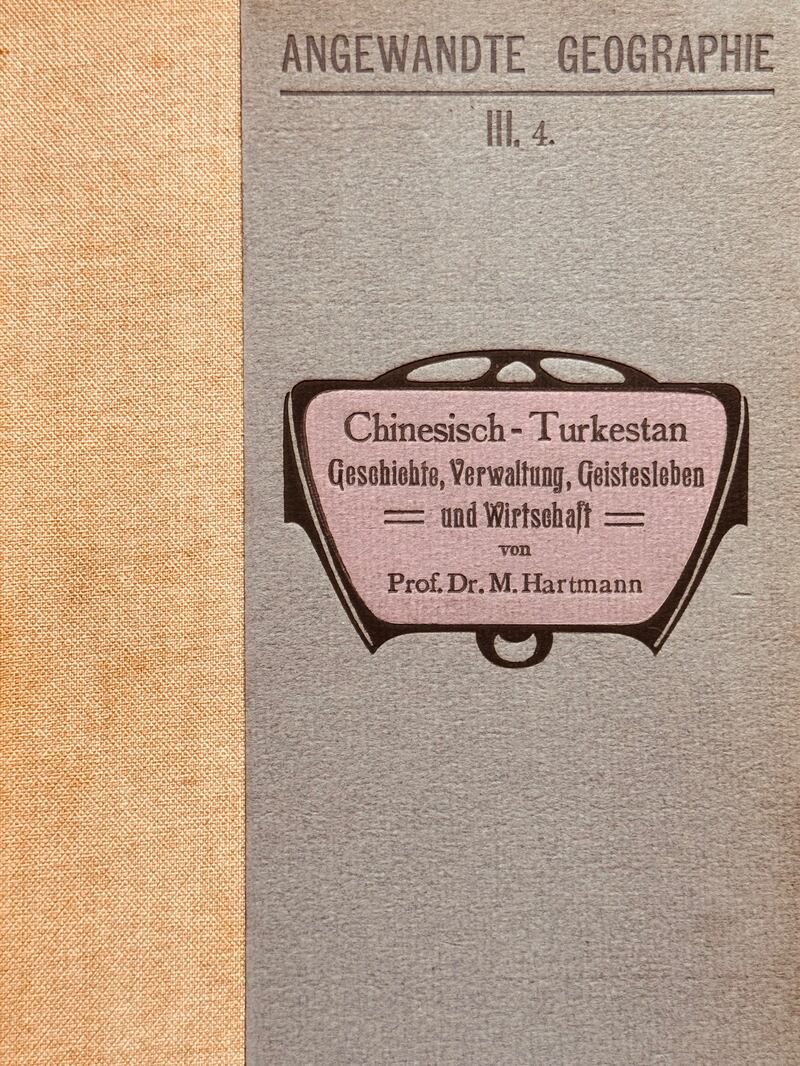 ANGEWANDTE GEOGRAPHIE
III. 4.
Chinesisch - Turkestan
Geschichte, Verwaltung, Geistesleben
und Wirtschaft
von
Prof. Dr. M. Hartmann